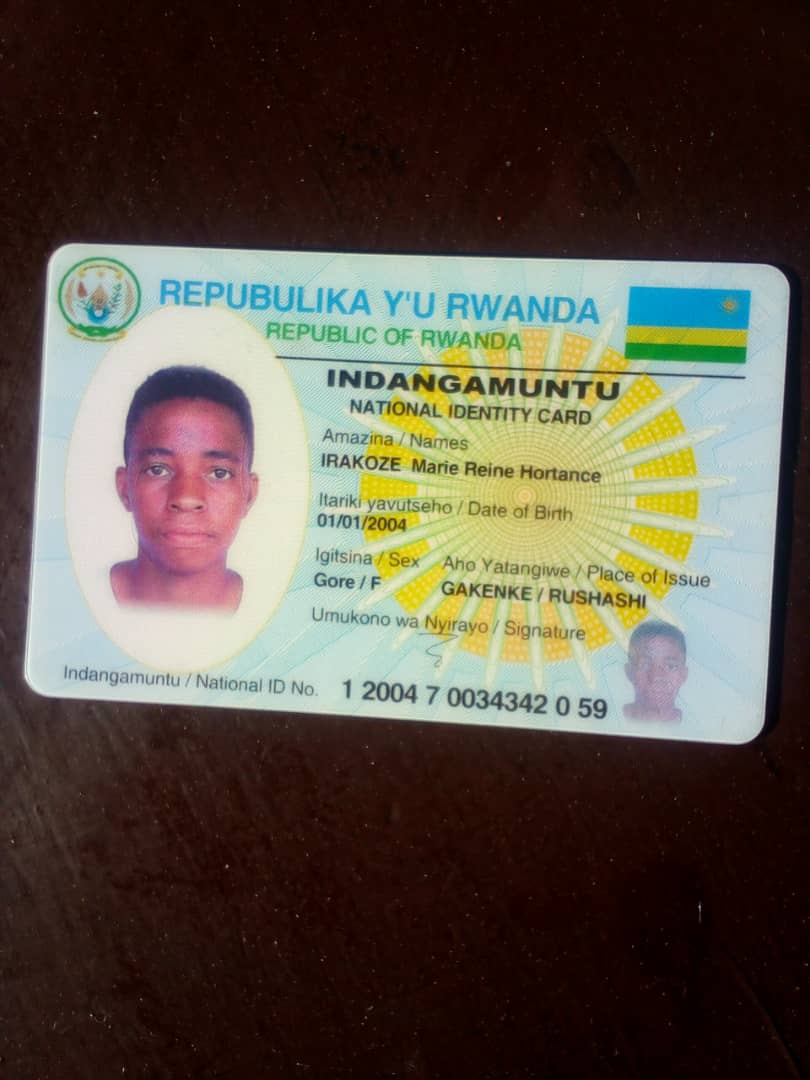 REPUBULIKA Y'U RWANDA
REPUBLIC OF RWANDA
INDANGAMUNTU
NATIONAL IDENTITY CARD
Amazina / Names
IRAKOZE Marie Reine Hortance
Itariki yavutseho / Date of Birth
01/01/2004
Igitsina / Sex Aho Yatangiwe / Place of Issue
Gore / F GAKENKE / RUSHASHI
Umukono wa Nyirayo / Signature
Indangamuntu / National ID No. 1 2004 7 0034342 0 59